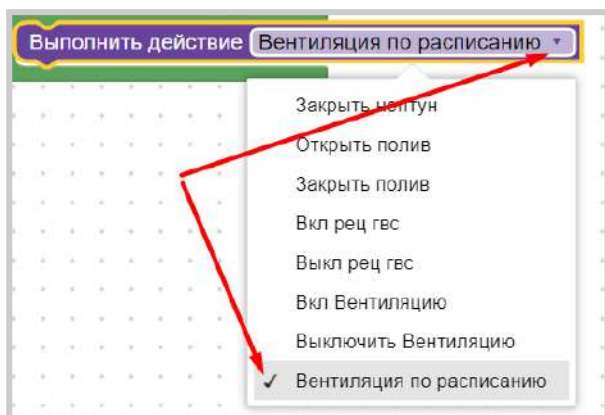 Выполнить действие Вентиляция по расписанию
Закрыть нептун
Открыть полив
Закрыть полив
Вкл рец гвс
Выкл рец гвс
Вкл Вентиляцию
Выключить Вентиляцию
Вентиляция по расписанию